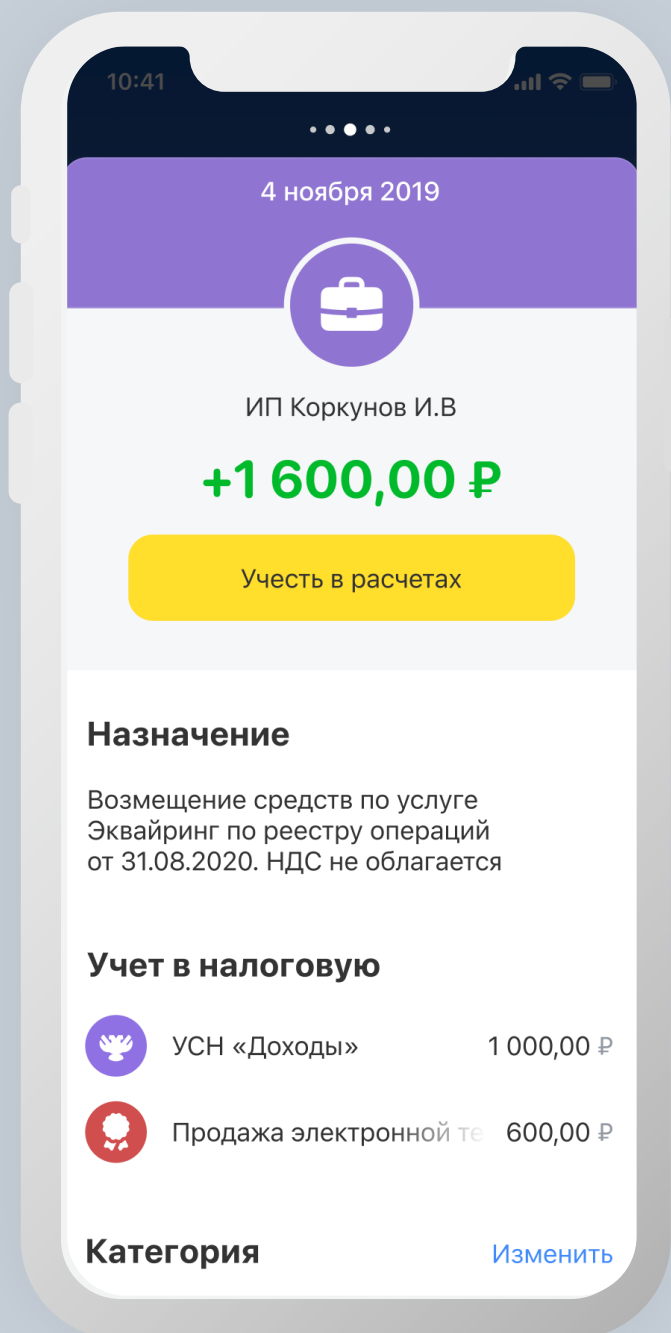 10:41
4 ноября 2019
ИП Коркунов И.В
+1 600,00 ₽
Учесть в расчетах
Назначение
Возмещение средств по услуге
Эквайринг по реестру операций
от 31.08.2020. НДС не облагается
Учет в налоговую
УСН «Доходы» 1 000,00 ₽
Продажа электронной 600,00 ₽
Категория Изменить